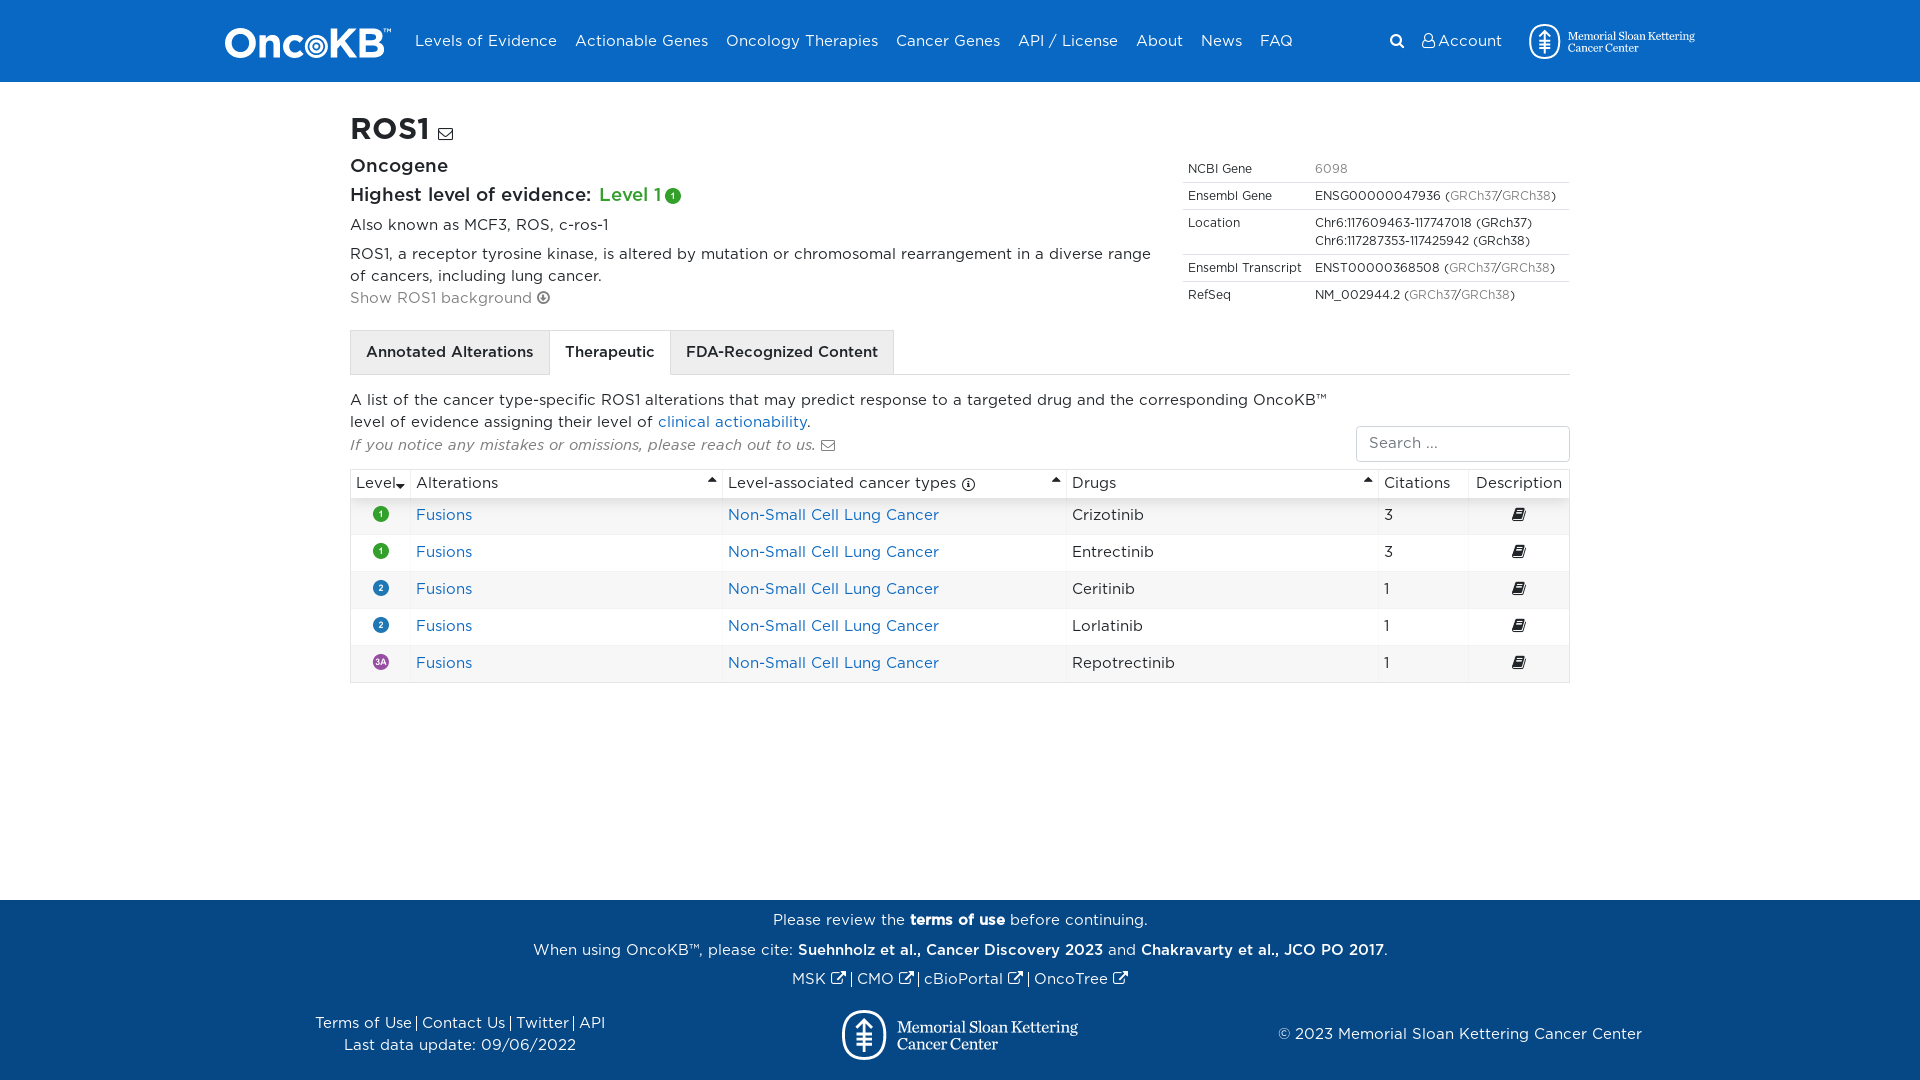 OncoKB™ Levels of Evidence Actionable Genes Oncology Therapies Cancer Genes API / License About News FAQ Account Memorial Sloan Kettering Cancer Center
ROS1
Oncogene
Highest level of evidence: Level 1 1
Also known as MCF3, ROS, c-ros-1
ROS1, a receptor tyrosine kinase, is altered by mutation or chromosomal rearrangement in a diverse range
of cancers, including lung cancer.
Show ROS1 background
NCBI Gene 6098
Ensembl Gene ENSG00000047936 (GRCh37/GRCh38)
Location Chr6:117609463-117747018 (GRch37)
Chr6:117287353-117425942 (GRch38)
Ensembl Transcript ENST00000368508 (GRCh37/GRCh38)
RefSeq NM_002944.2 (GRCh37/GRCh38)
Annotated Alterations Therapeutic FDA-Recognized Content
A list of the cancer type-specific ROS1 alterations that may predict response to a targeted drug and the corresponding OncoKB™
level of evidence assigning their level of clinical actionability.
If you notice any mistakes or omissions, please reach out to us.
Search ...
Level Alterations Level-associated cancer types Drugs Citations Description
1 Fusions Non-Small Cell Lung Cancer Crizotinib 3
1 Fusions Non-Small Cell Lung Cancer Entrectinib 3
2 Fusions Non-Small Cell Lung Cancer Ceritinib 1
2 Fusions Non-Small Cell Lung Cancer Lorlatinib 1
3A Fusions Non-Small Cell Lung Cancer Repotrectinib 1
Please review the terms of use before continuing.
When using OncoKB™, please cite: Suehnholz et al., Cancer Discovery 2023 and Chakravarty et al., JCO PO 2017.
MSK | CMO | cBioPortal | OncoTree
Terms of Use | Contact Us | Twitter | API
Last data update: 09/06/2022
Memorial Sloan Kettering
Cancer Center
© 2023 Memorial Sloan Kettering Cancer Center